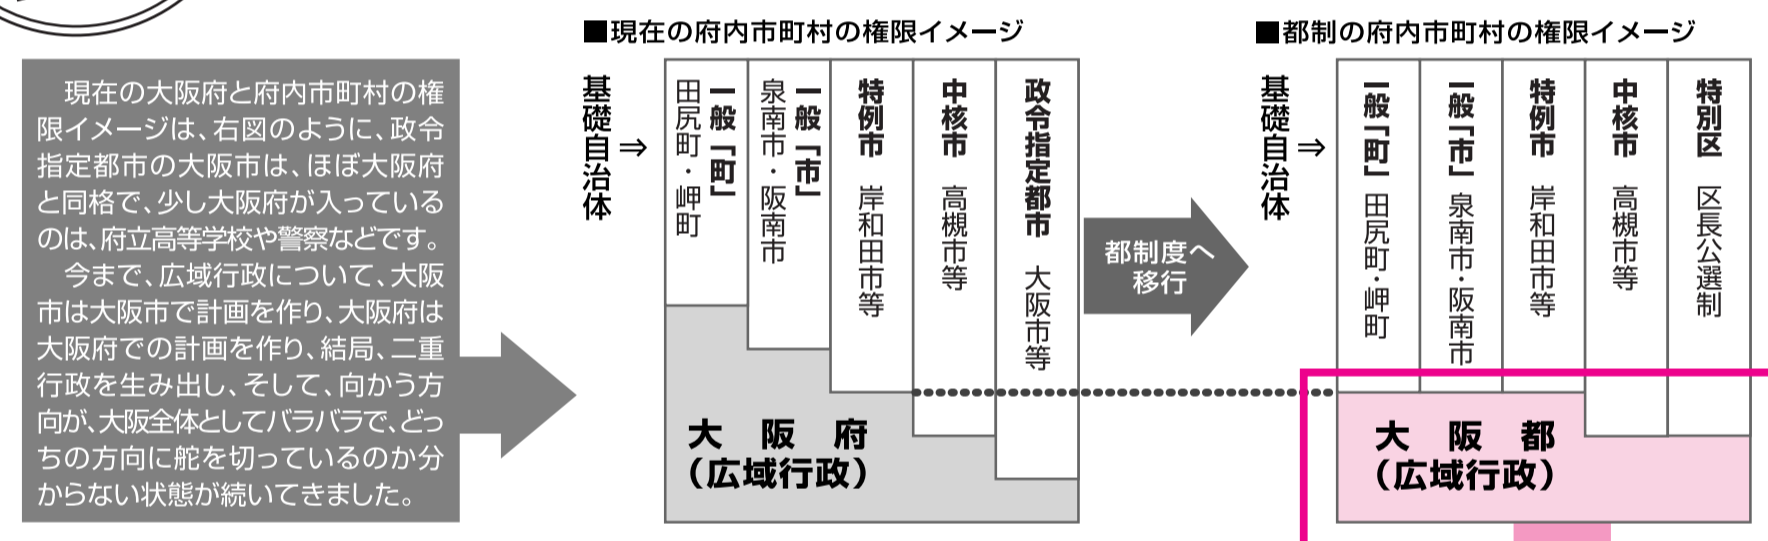 ■現在の府内市町村の権限イメージ
■都制の府内市町村の権限イメージ
現在の大阪府と府内市町村の権
限イメージは、右図のように、政令
指定都市の大阪市は、ほぼ大阪府
と同格で、少し大阪府が入っている
のは、府立高等学校や警察などです。
今まで、広域行政について、大阪
市は大阪市で計画を作り、大阪府は
大阪府での計画を作り、結局、二重
行政を生み出し、そして、向かう方
向が、大阪全体としてバラバラで、どっ
ちの方向に舵を切っているのか分
からない状態が続いてきました。
基礎自治体
⇒
一般「町」
田尻町・岬町
一般「市」
泉南市・阪南市
特例市 岸和田市等
中核市 高槻市等
政令指定都市 大阪市等
大阪府
(広域行政)
都制度へ
移行
基礎自治体
⇒
一般「町」 田尻町・岬町
一般「市」 泉南市・阪南市
特例市 岸和田市等
中核市 高槻市等
特別区 区長公選制
大阪都
(広域行政)